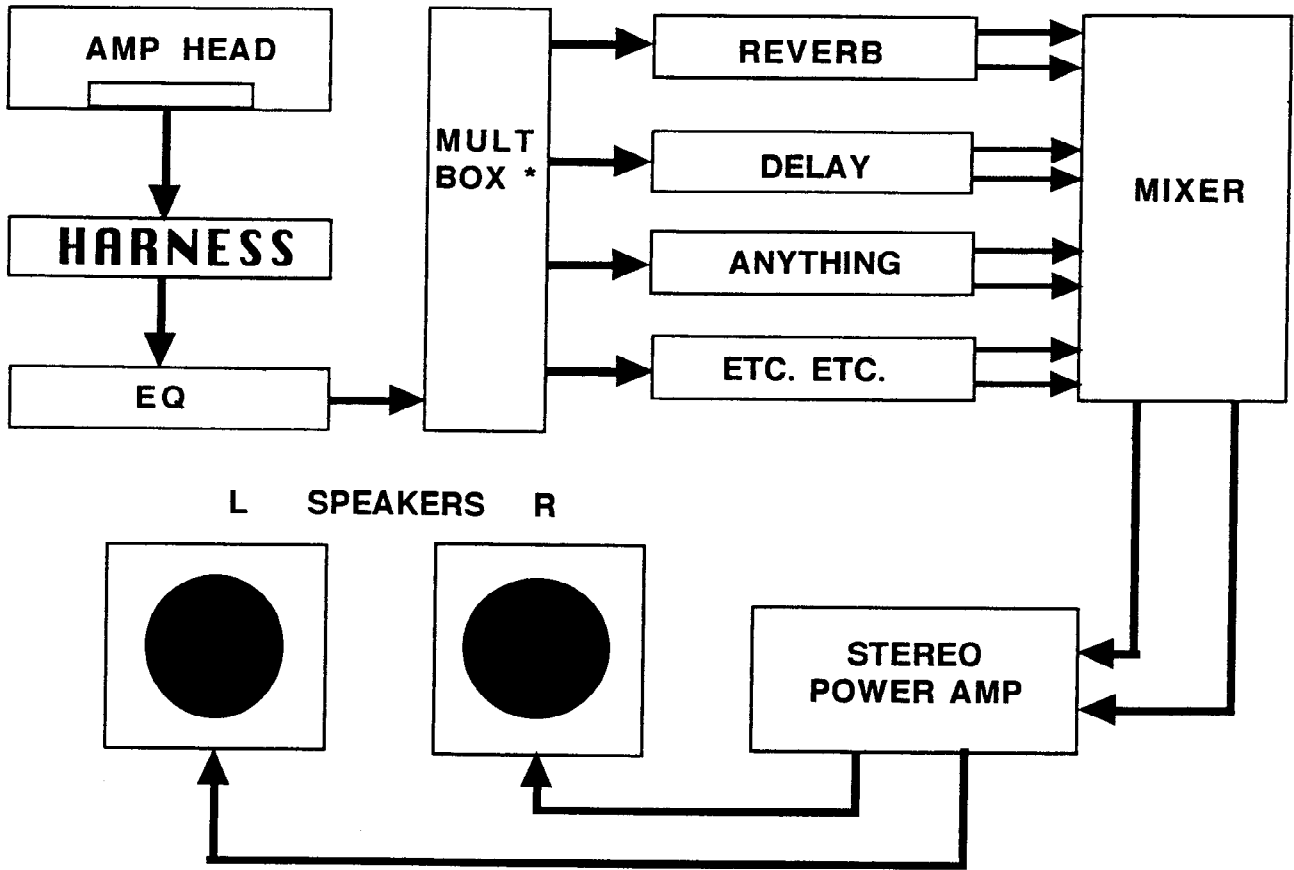 AMP HEAD
HARNESS
EQ
MULT
BOX *
REVERB
DELAY
ANYTHING
ETC. ETC.
MIXER
L SPEAKERS R
STEREO
POWER AMP